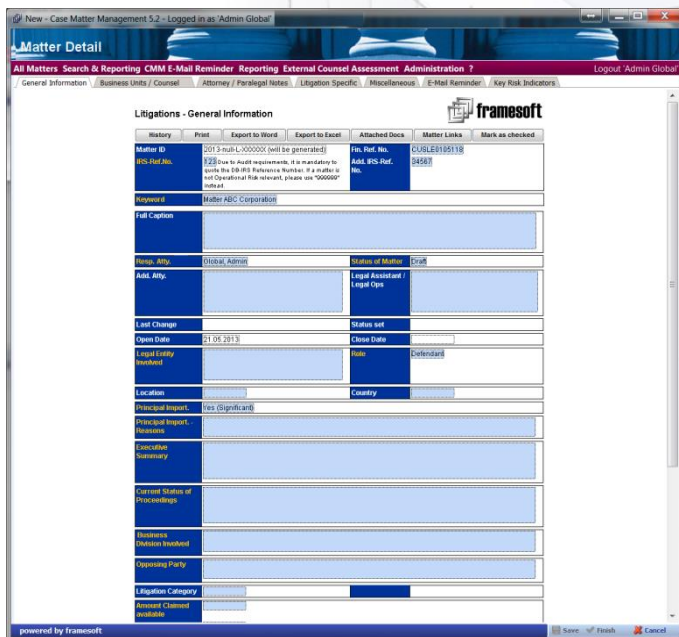 New - Case Matter Management 5.2 - Logged in as 'Admin Global'
Matter Detail
All Matters Search & Reporting CMM E-Mail Reminder Reporting External Counsel Assessment Administration ? Logout 'Admin Global'
General Information Business Units / Counsel Attorney / Paralegal Notes Litigation Specific Miscellaneous E-Mail Reminder Key Risk Indicators
Litigations - General Information framesoft
History Print Export to Word Export to Excel Attached Docs Matter Links Mark as checked
Matter ID 2013-null-L-XXXXXX (will be generated) Fin. Ref. No. CUSLE0105118
IRS-Ref.No. 123 Due to Audit requirements, it is mandatory to Add. IRS-Ref. 34567
quote the DB-IRS Reference Number. If a matter is No.
not Operational Risk relevant, please use "999999"
instead.
Keyword Matter ABC Corporation
Full Caption
Resp. Atty. Global, Admin Status of Matter Draft
Add. Atty. Legal Assistant /
Legal Ops
Last Change Status set
Open Date 21.05.2013 Close Date
Legal Entity Role Defendant
Involved
Location Country
Principal Import. Yes (Significant)
Principal Import. -
Reasons
Executive
Summary
Current Status of
Proceedings
Business
Division Involved
Opposing Party
Litigation Category
Amount Claimed
available
powered by framesoft Save Finish Cancel